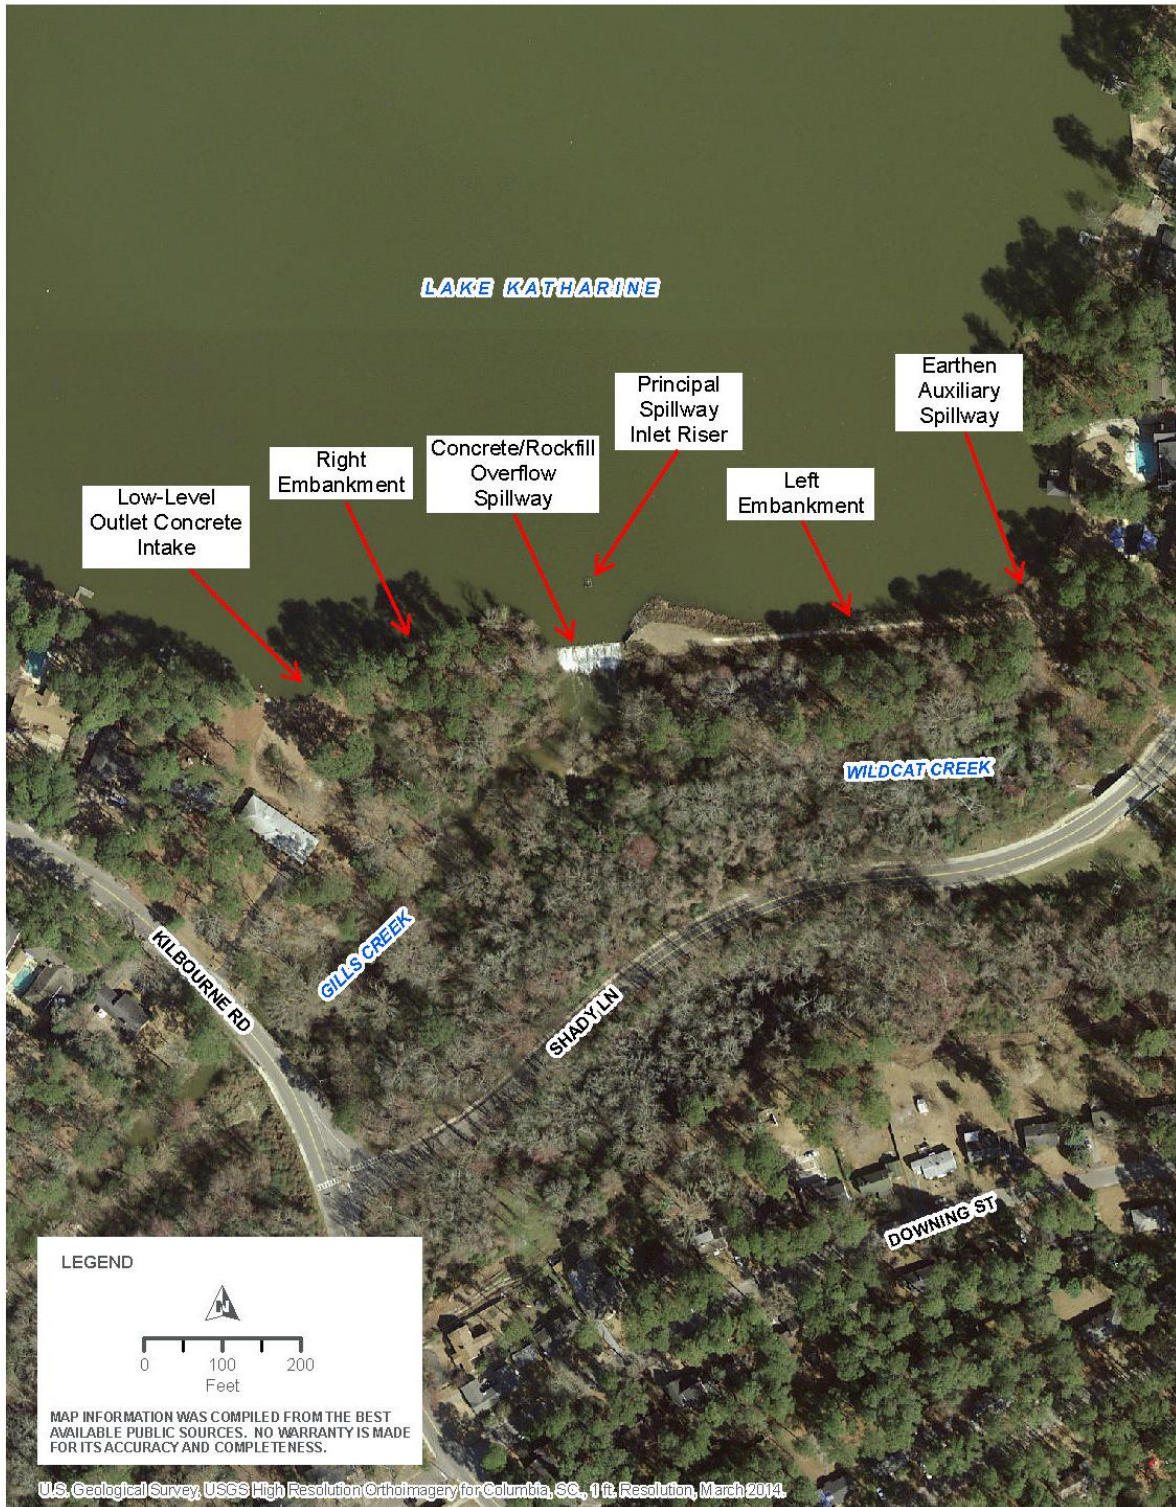 LAKE KATHARINE
Earthen
Auxiliary
Spillway
Principal
Spillway
Inlet Riser
Concrete/Rockfill
Overflow
Spillway
Right
Embankment
Left
Embankment
Low-Level
Outlet Concrete
Intake
WILDCAT CREEK
GILLS CREEK
KILBOURNE RD
SHADY LN
DOWNING ST
LEGEND
N
0 100 200
Feet
MAP INFORMATION WAS COMPILED FROM THE BEST
AVAILABLE PUBLIC SOURCES. NO WARRANTY IS MADE
FOR ITS ACCURACY AND COMPLETENESS.
U.S. Geological Survey, USGS High Resolution Orthoimagery for Columbia, SC., 1 ft. Resolution, March 2014.